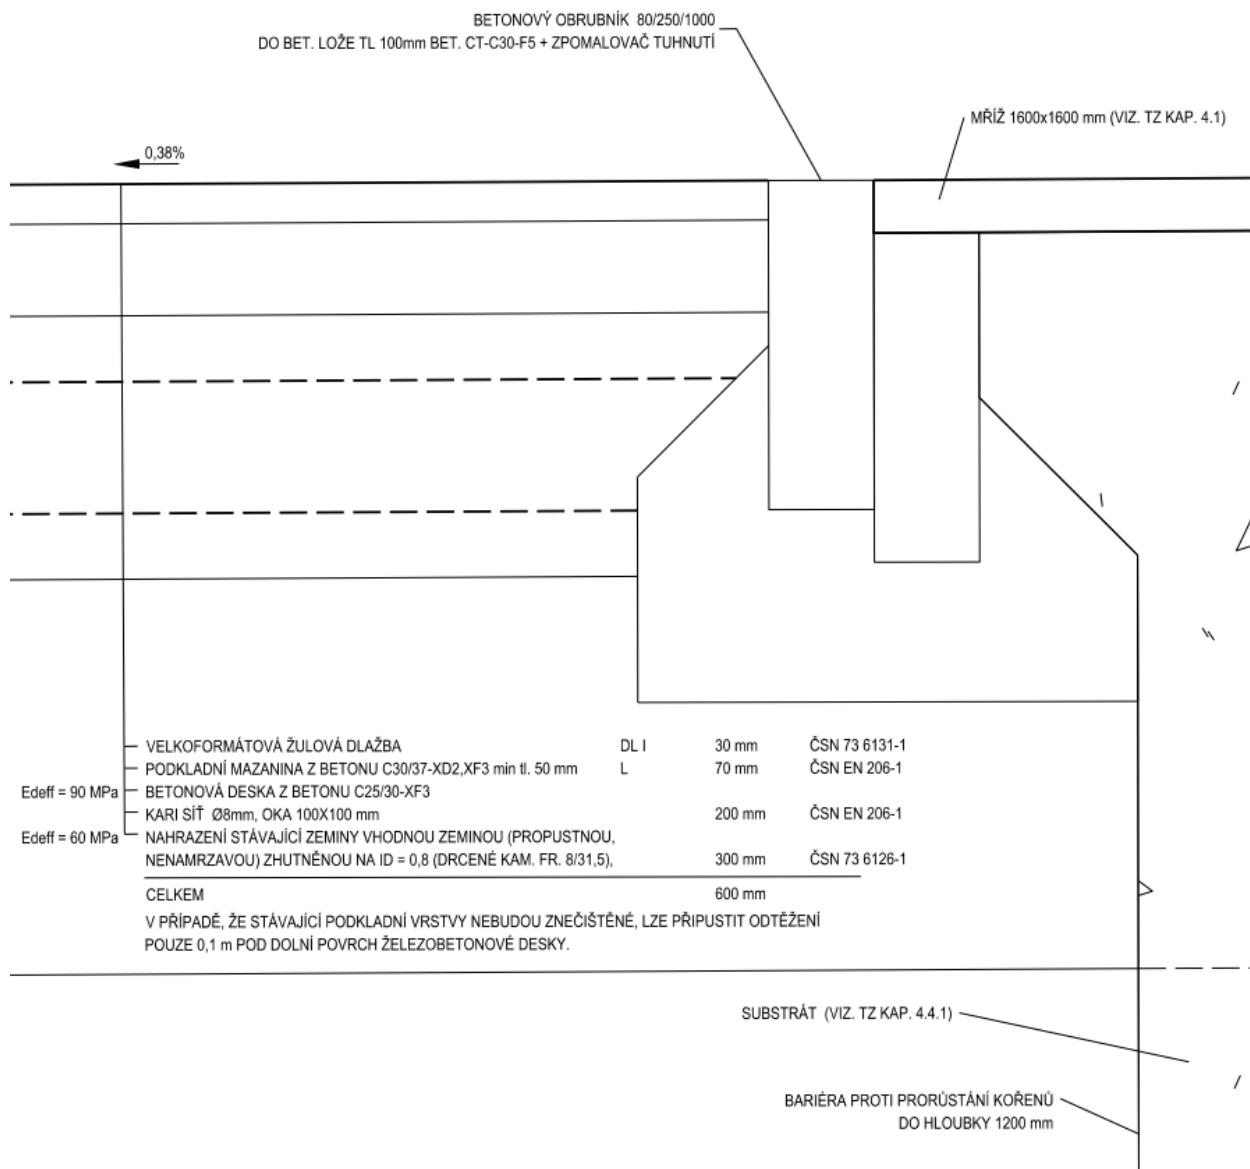 BETONOVÝ OBRUBNÍK 80/250/1000
DO BET. LOŽE TL 100mm BET. CT-C30-F5 + ZPOMALOVAČ TUHNUTÍ
MŘÍŽ 1600x1600 mm (VIZ. TZ KAP. 4.1)
0,38%
VELKOFORMÁTOVÁ ŽULOVÁ DLAŽBA DL I 30 mm ČSN 73 6131-1
PODKLADNÍ MAZANINA Z BETONU C30/37-XD2,XF3 min tl. 50 mm L 70 mm ČSN EN 206-1
Edeff = 90 MPa BETONOVÁ DESKA Z BETONU C25/30-XF3
KARI SÍŤ Ø8mm, OKA 100X100 mm 200 mm ČSN EN 206-1
Edeff = 60 MPa NAHRAZENÍ STÁVAJÍCÍ ZEMINY VHODNOU ZEMINOU (PROPUSTNOU,
NENAMRZAVOU) ZHUTNĚNOU NA ID = 0,8 (DRCENÉ KAM. FR. 8/31,5), 300 mm ČSN 73 6126-1
CELKEM 600 mm
V PŘÍPADĚ, ŽE STÁVAJÍCÍ PODKLADNÍ VRSTVY NEBUDOU ZNEČIŠTĚNÉ, LZE PŘIPUSTIT ODTĚŽENÍ
POUZE 0,1 m POD DOLNÍ POVRCH ŽELEZOBETONOVÉ DESKY.
SUBSTRÁT (VIZ. TZ KAP. 4.4.1)
BARIÉRA PROTI PRORŮSTÁNÍ KOŘENŮ
DO HLOUBKY 1200 mm